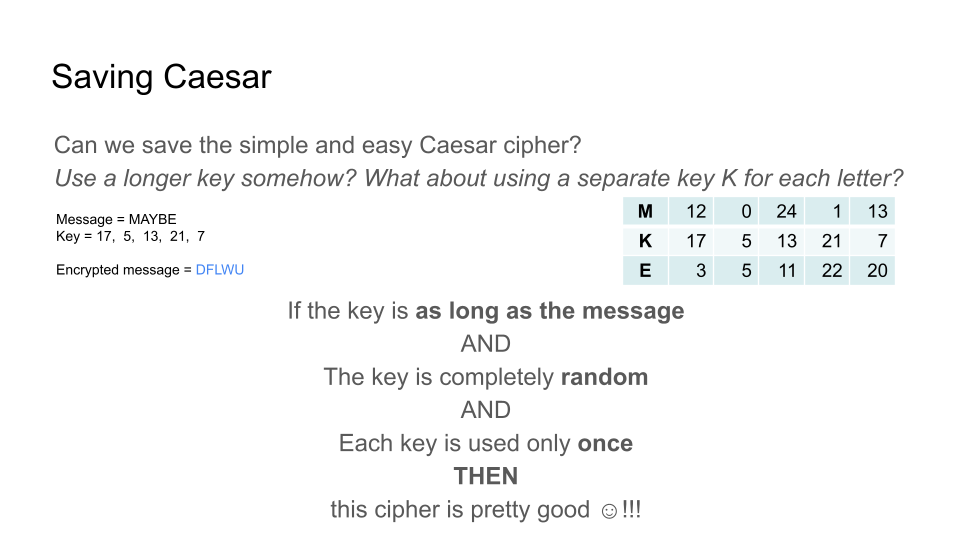 Saving Caesar
Can we save the simple and easy Caesar cipher?
Use a longer key somehow? What about using a separate key K for each letter?
Message = MAYBE
Key = 17, 5, 13, 21, 7
Encrypted message = DFLWU
M 12 0 24 1 13
K 17 5 13 21 7
E 3 5 11 22 20
If the key is as long as the message
AND
The key is completely random
AND
Each key is used only once
THEN
this cipher is pretty good ☺!!!